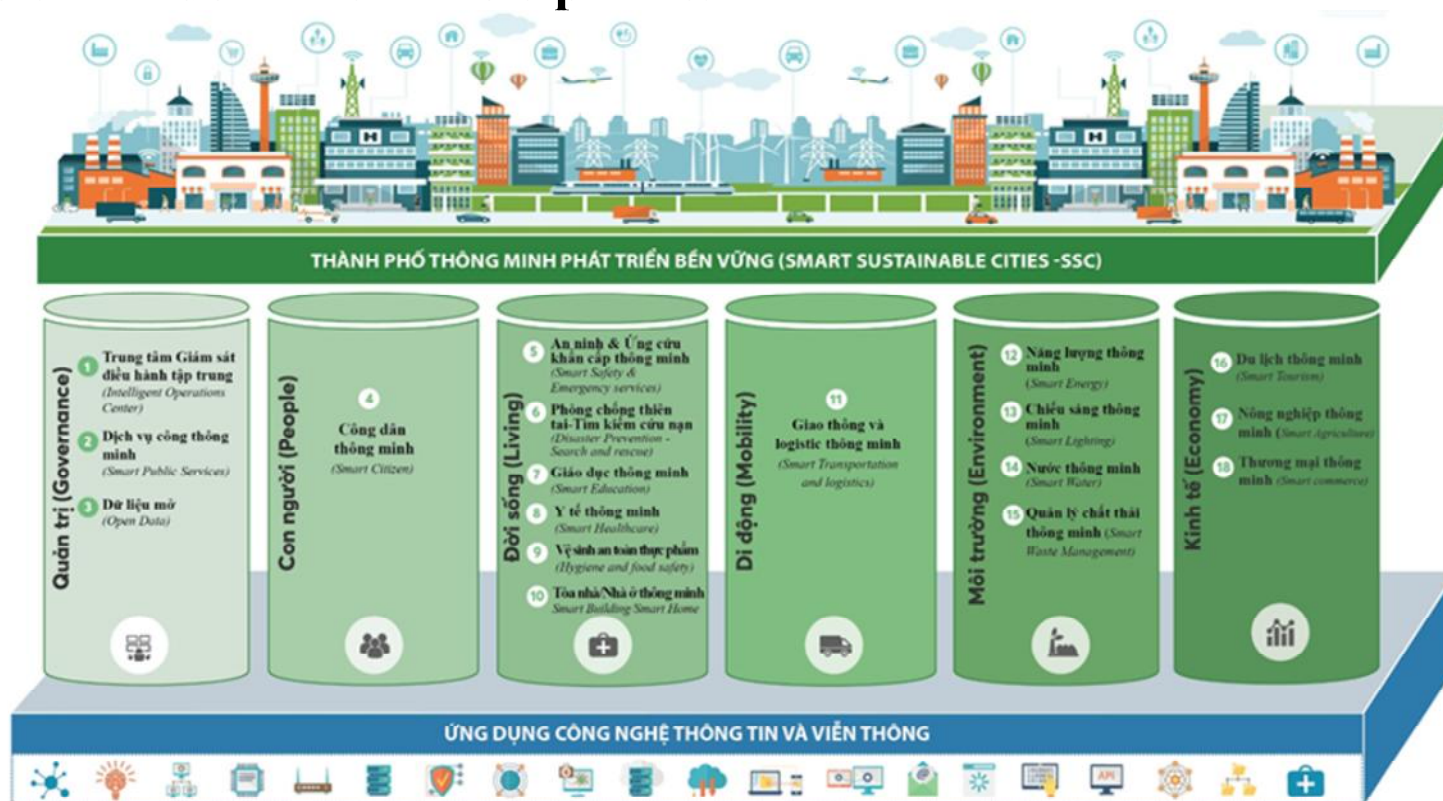 THÀNH PHỐ THÔNG MINH PHÁT TRIỂN BỀN VỮNG (SMART SUSTAINABLE CITIES -SSC)
Quản trị (Governance)
1 Trung tâm Giám sát
điều hành tập trung
(Intelligent Operations
Center)
2 Dịch vụ công thông
minh
(Smart Public Services)
3 Dữ liệu mở
(Open Data)
Con người (People)
4
Công dân
thông minh
(Smart Citizen)
Đời sống (Living)
5 An ninh & Ứng cứu
khẩn cấp thông minh
(Smart Safety &
Emergency services)
6 Phòng chống thiên
tai-Tìm kiếm cứu nạn
(Disaster Prevention -
Search and rescue)
7 Giáo dục thông minh
(Smart Education)
8 Y tế thông minh
(Smart Healthcare)
9 Vệ sinh an toàn thực phẩm
(Hygiene and food safety)
10 Tòa nhà/Nhà ở thông minh
Smart Building Smart Home
Di động (Mobility)
11
Giao thông và
logistic thông minh
(Smart Transportation
and logistics)
Môi trường (Environment)
12 Năng lượng thông
minh
(Smart Energy)
13 Chiếu sáng thông
minh
(Smart Lighting)
14 Nước thông minh
(Smart Water)
15 Quản lý chất thải
thông minh (Smart
Waste Management)
Kinh tế (Economy)
16 Du lịch thông minh
(Smart Tourism)
17 Nông nghiệp thông
minh (Smart Agriculture)
18 Thương mại thông
minh (Smart commerce)
ỨNG DỤNG CÔNG NGHỆ THÔNG TIN VÀ VIỄN THÔNG
API